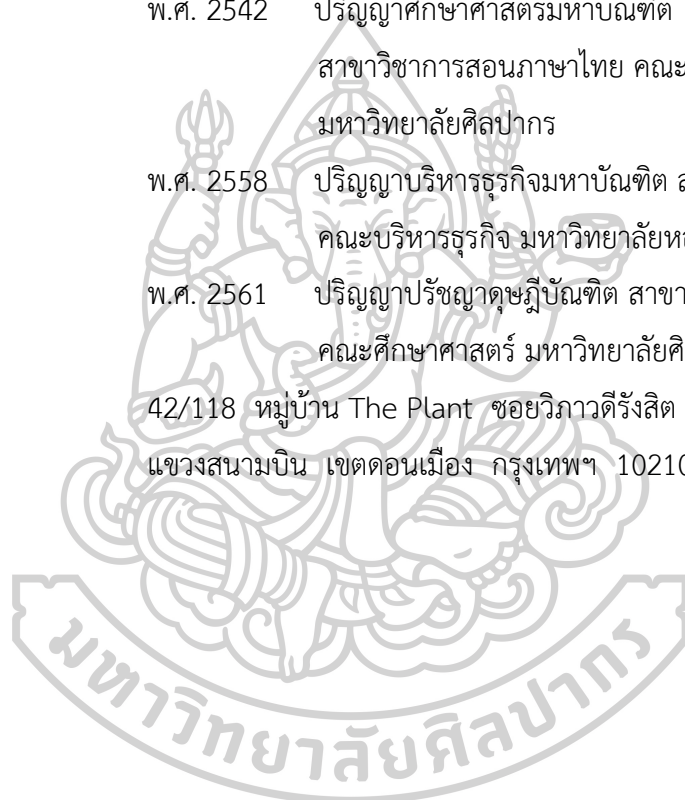 พ.ศ. 2542 ปริญญาศึกษาศาสตรมหาบัณฑิต
สาขาวิชาการสอนภาษาไทย คณะ
มหาวิทยาลัยศิลปากร
พ.ศ. 2558 ปริญญาบริหารธุรกิจมหาบัณฑิต
คณะบริหารธุรกิจ
พ.ศ. 2561 ปริญญาปรัชญาดุษฎีบัณฑิต สาขา
คณะศึกษาศาสตร์ มหาวิทยาลัยศิ
42/118 หมู่บ้าน The Plant ซอยวิภาวดีรังสิต
แขวงสนามบิน เขตดอนเมือง กรุงเทพฯ 10210
มหาวิทยาลัยศิลปากร